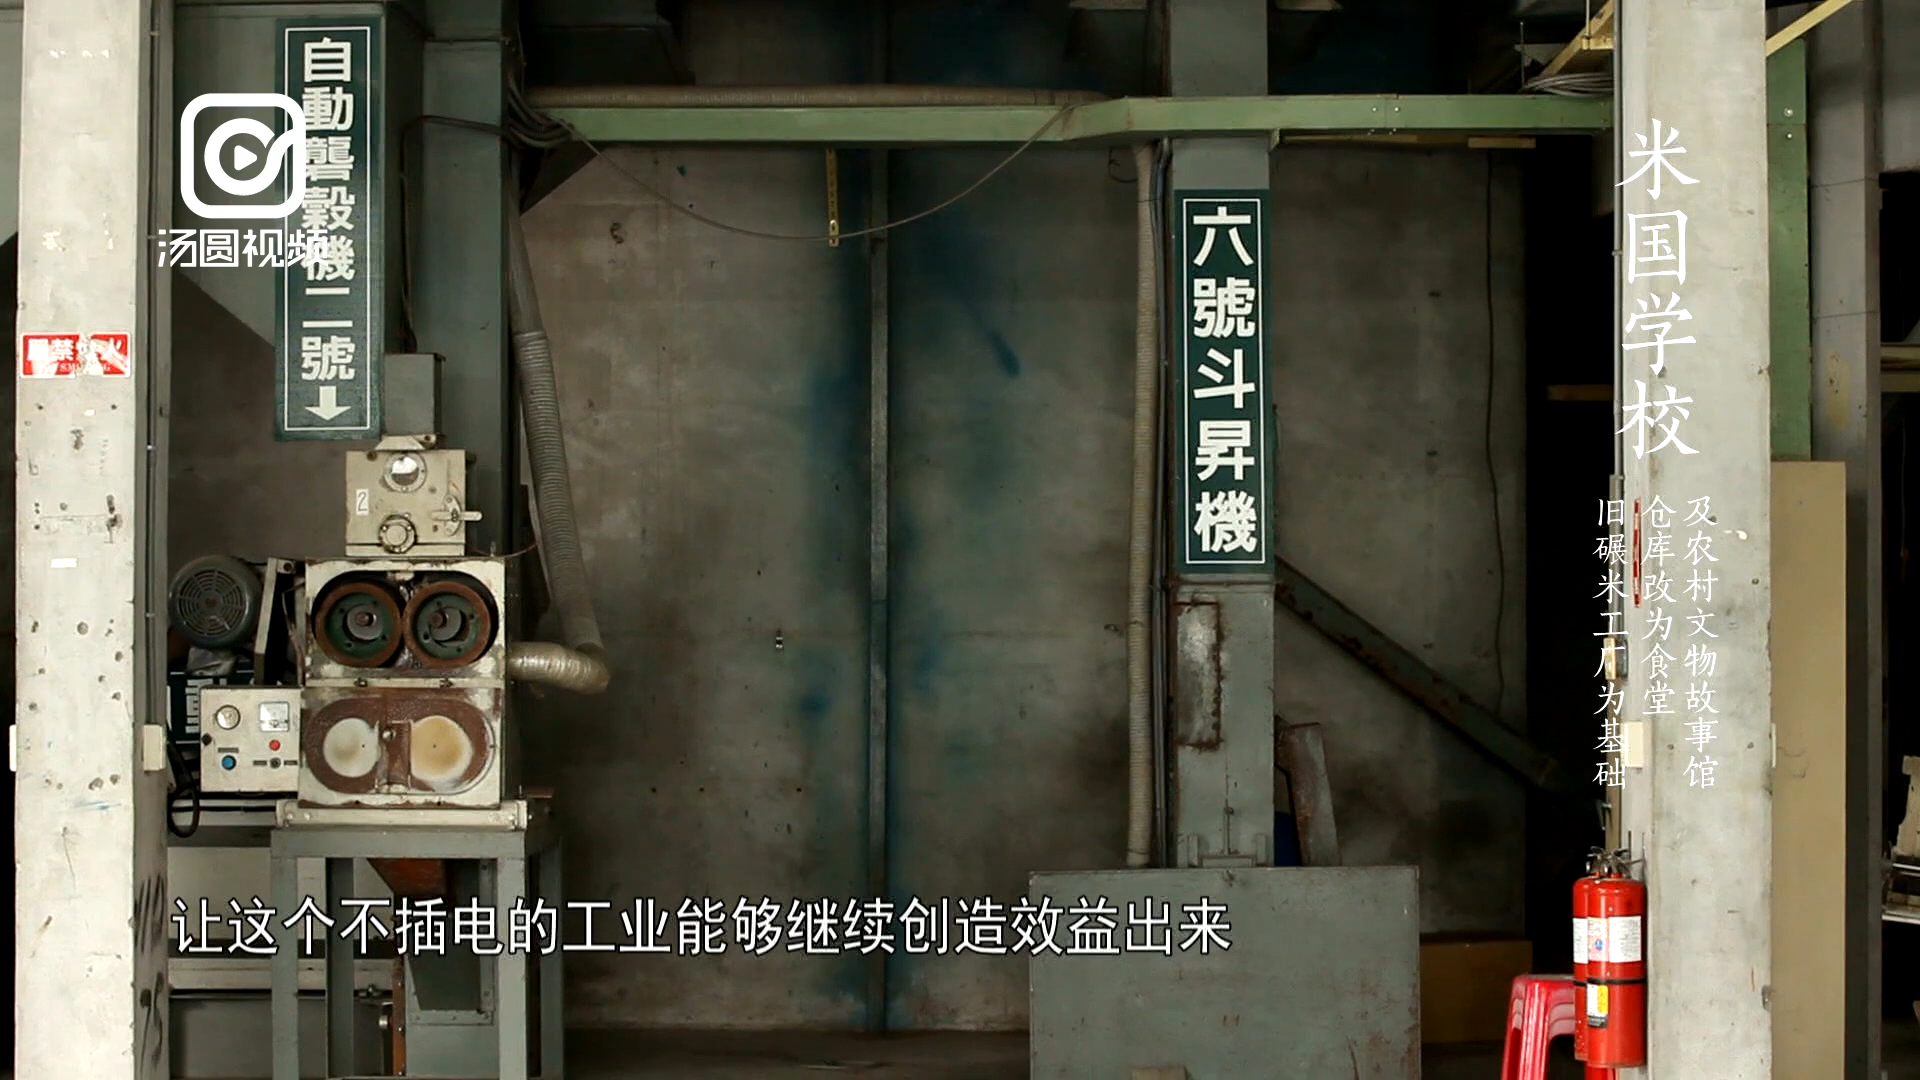 自動礱穀機二號
汤圆视频
六號斗昇機
2
米国学校
旧碾米工厂为基础
仓库改为食堂
及农村文物故事馆
让这个不插电的工业能够继续创造效益出来